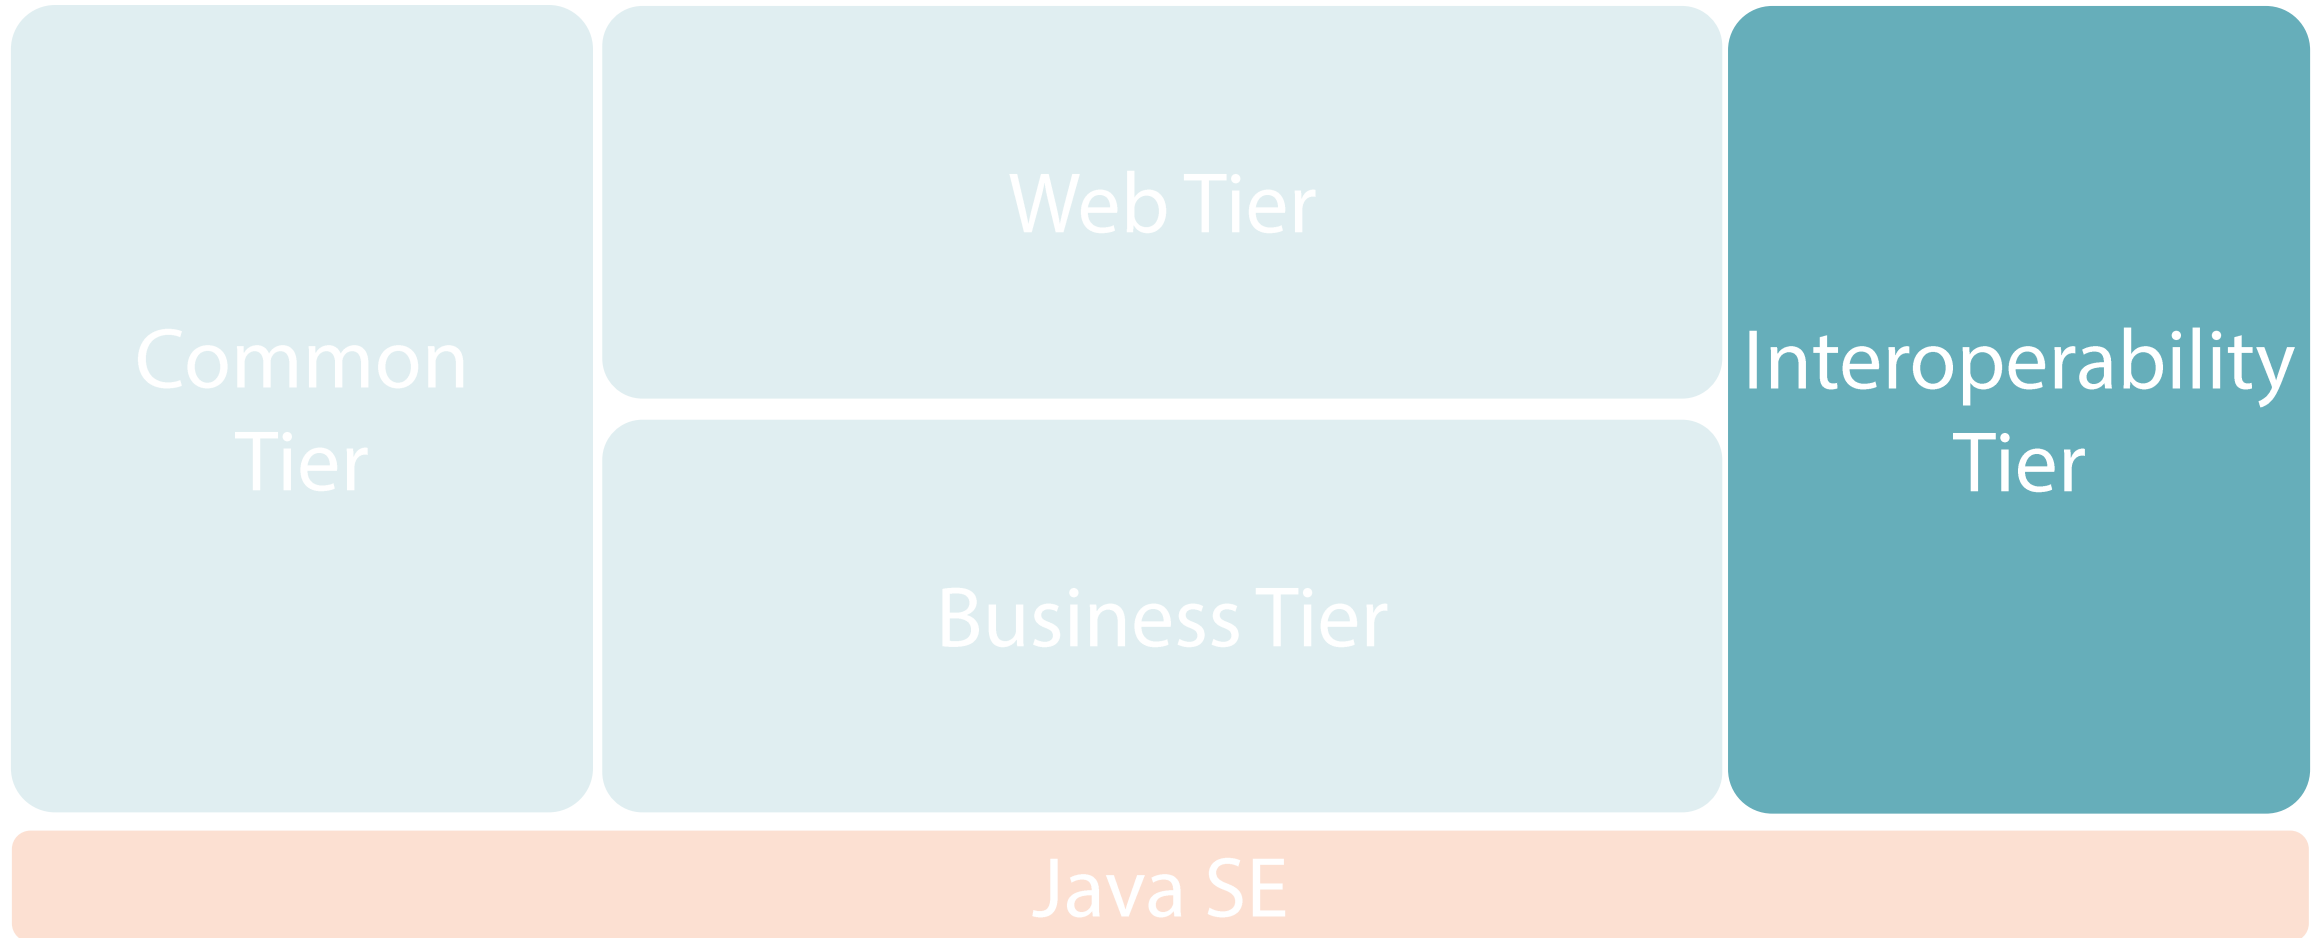 Common
Tier
Web Tier
Business Tier
Interoperability
Tier
Java SE